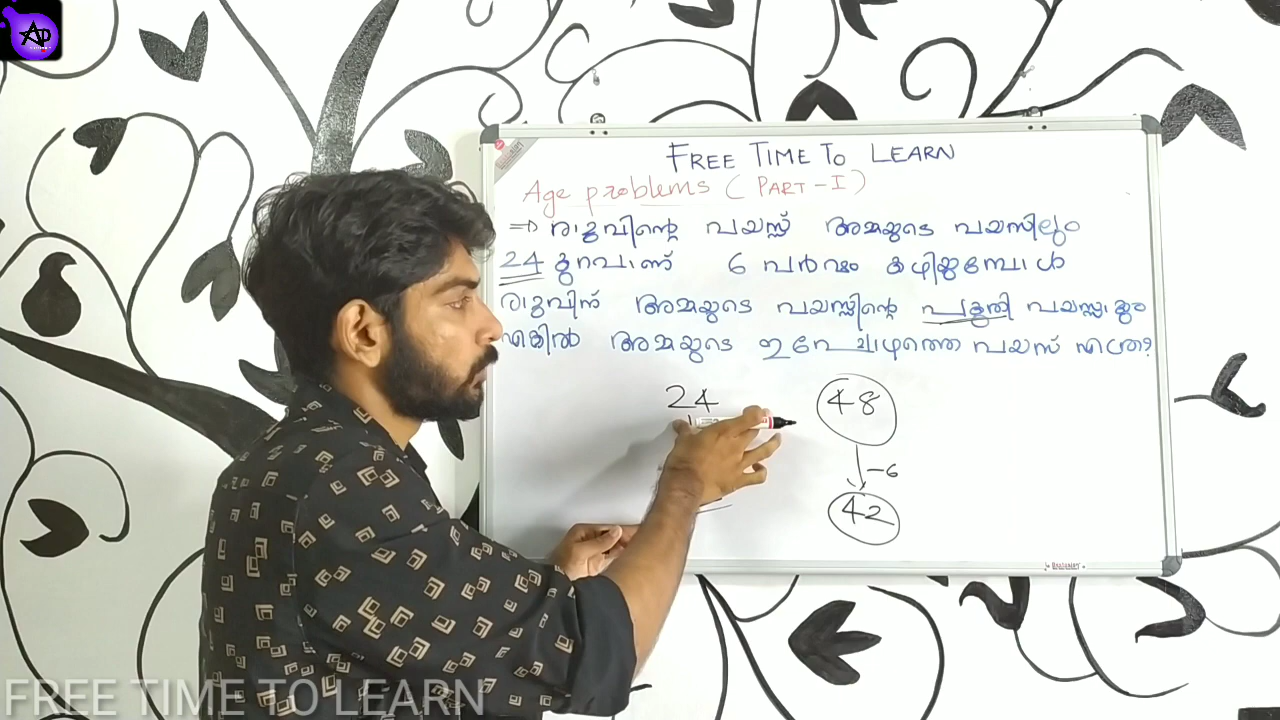 AD
FREE TIME TO LEARN
Age problems (PART-I)
⇒ രാജുവിന്റെ വയസ്സ് അമ്മയുടെ വയസിലും
24 കുറവാണ് 6 വർഷം കഴിയുമ്പോൾ
രാജുവിന് അമ്മയുടെ വയസ്സിന്റെ പകുതി വയസ്സാകും
എങ്കിൽ അമ്മയുടെ ഇപ്പോഴത്തെ വയസ് എത്ര?
24 48
-6
42
FREE TIME TO LEARN